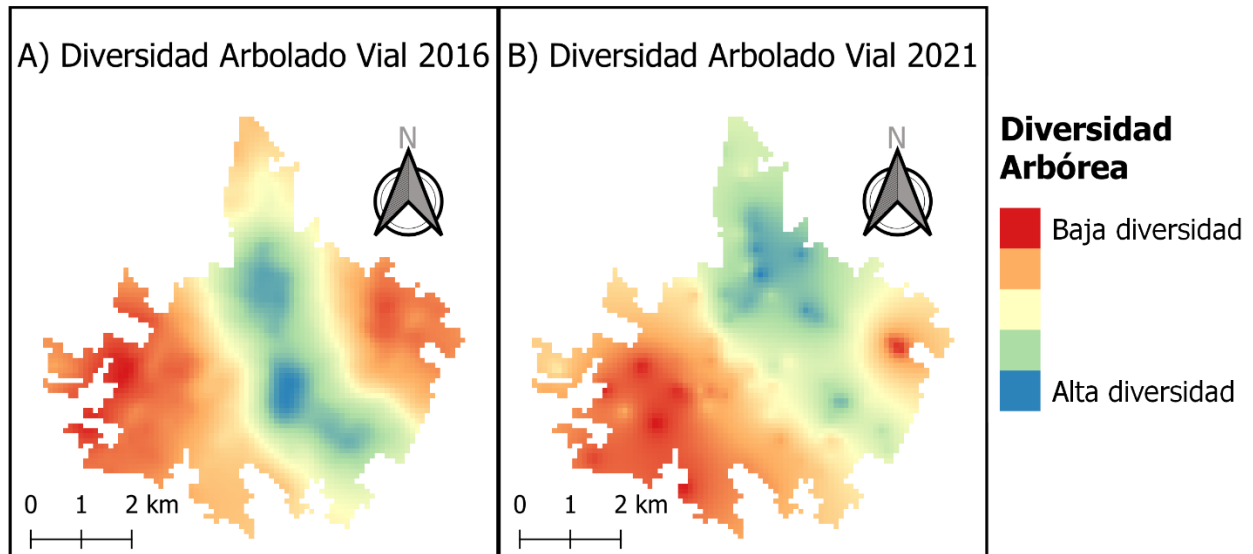 A) Diversidad Arbolado Vial 2016
N
0 1 2 km
B) Diversidad Arbolado Vial 2021
N
0 1 2 km
Diversidad
Arbórea
Baja diversidad
Alta diversidad